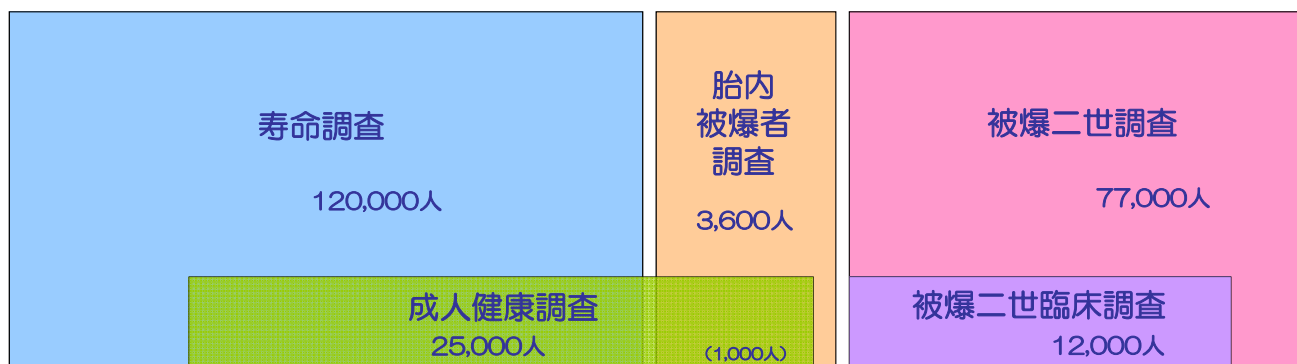 寿命調査
120,000人
胎内
被爆者
調査
3,600人
被爆二世調査
77,000人
成人健康調査
25,000人
(1,000人)
被爆二世臨床調査
12,000人